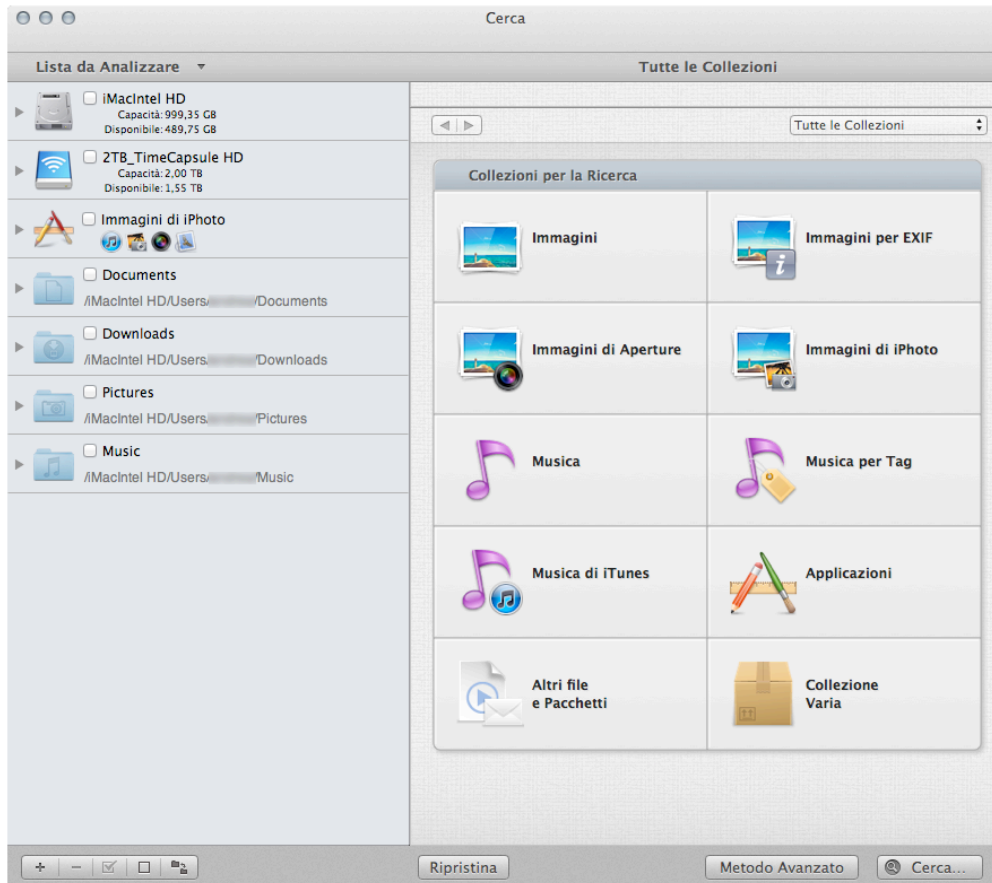 Cerca
Lista da Analizzare
Tutte le Collezioni
iMacIntel HD
Capacità: 999,35 GB
Disponibile: 489,75 GB
2TB_TimeCapsule HD
Capacità: 2,00 TB
Disponibile: 1,55 TB
Immagini di iPhoto
Documents
/iMacIntel HD/Users/ /Documents
Downloads
/iMacIntel HD/Users/ /Downloads
Pictures
/iMacIntel HD/Users/ /Pictures
Music
/iMacIntel HD/Users/ /Music
Tutte le Collezioni
Collezioni per la Ricerca
Immagini
Immagini per EXIF
Immagini di Aperture
Immagini di iPhoto
Musica
Musica per Tag
Musica di iTunes
Applicazioni
Altri file
e Pacchetti
Collezione
Varia
Ripristina
Metodo Avanzato
Cerca...